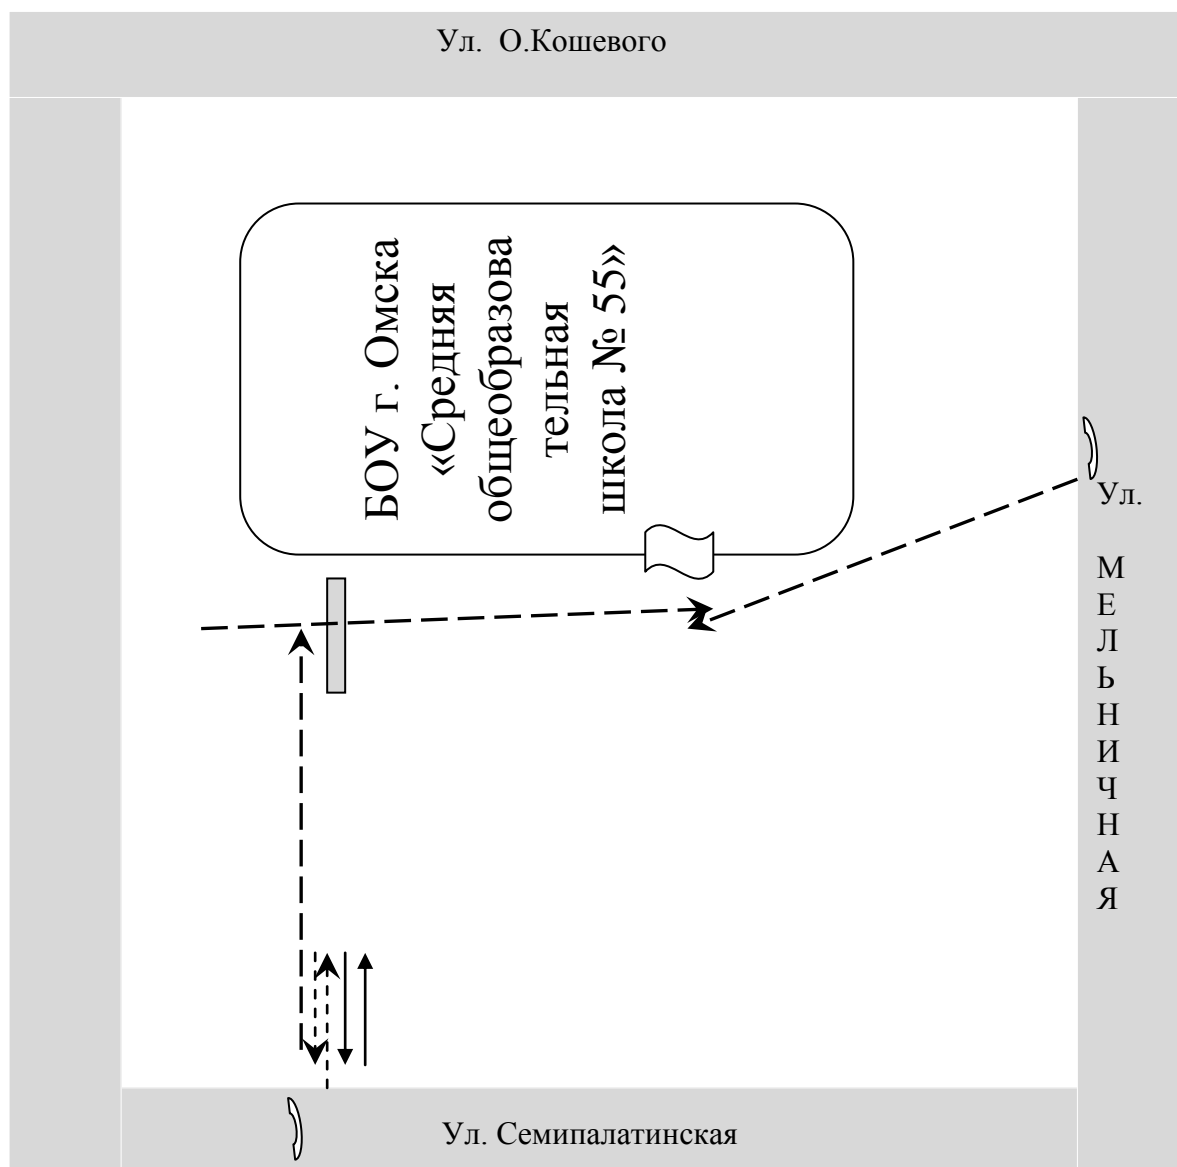 Ул. О.Кошевого
БОУ г. Омска
«Средняя
общеобразова
тельная
школа № 55»
Ул.
М
Е
Л
Ь
Н
И
Ч
Н
А
Я
Ул. Семипалатинская